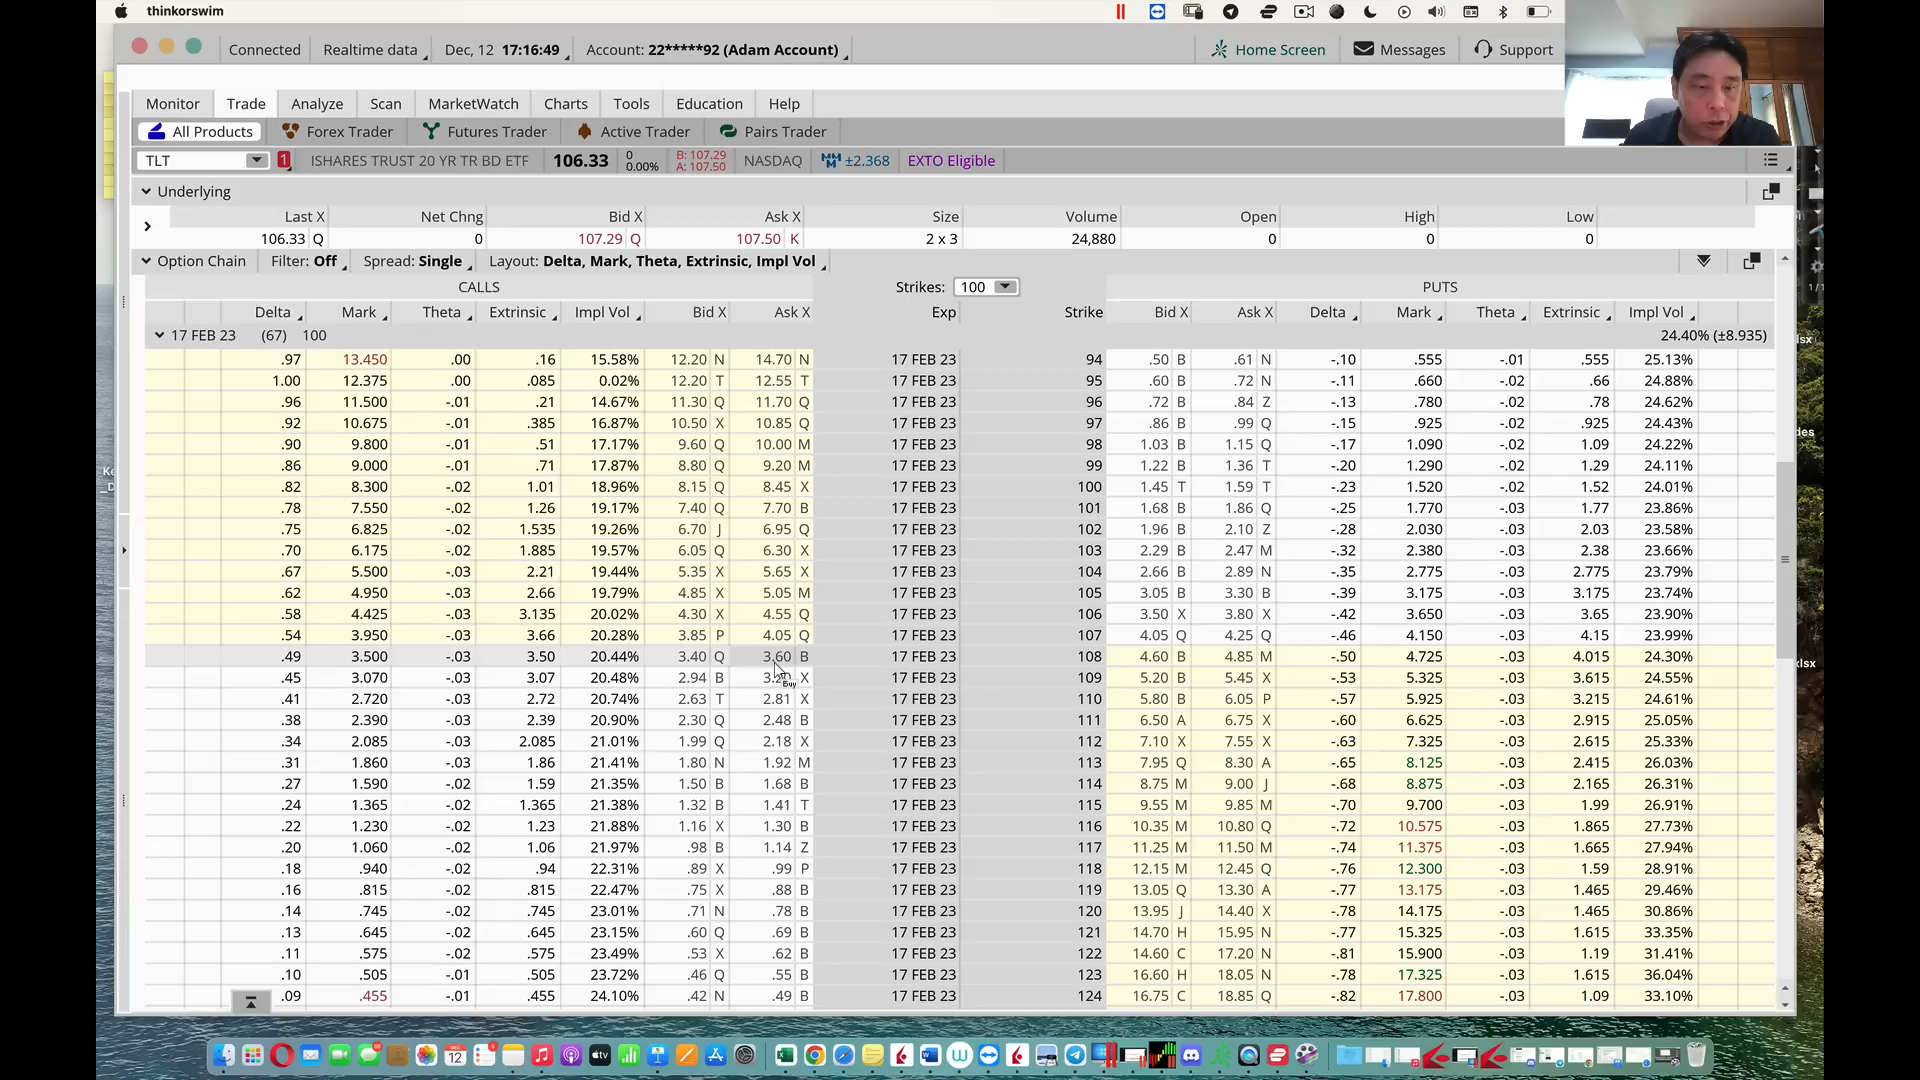 thinkorswim
Connected Realtime data Dec, 12 17:16:49 Account: 22*****92 (Adam Account) Home Screen Messages Support
Monitor Trade Analyze Scan MarketWatch Charts Tools Education Help
All Products Forex Trader Futures Trader Active Trader Pairs Trader
TLT 1 ISHARES TRUST 20 YR TR BD ETF 106.33 0 0.00% B: 107.29 A: 107.50 NASDAQ ±2.368 EXTO Eligible
Underlying
Last X Net Chng Bid X Ask X Size Volume Open High Low
106.33 Q 0 107.29 Q 107.50 K 2 x 3 24,880 0 0 0
Option Chain Filter: Off Spread: Single Layout: Delta, Mark, Theta, Extrinsic, Impl Vol
CALLS Strikes: 100 PUTS
Delta Mark Theta Extrinsic Impl Vol Bid X Ask X Exp Strike Bid X Ask X Delta Mark Theta Extrinsic Impl Vol
17 FEB 23 (67) 100 24.40% (±8.935)
.97 13.450 .00 .16 15.58% 12.20 N 14.70 N 17 FEB 23 94 .50 B .61 N -.10 .555 -.01 .555 25.13%
1.00 12.375 .00 .085 0.02% 12.20 T 12.55 T 17 FEB 23 95 .60 B .72 N -.11 .660 -.02 .66 24.88%
.96 11.500 -.01 .21 14.67% 11.30 Q 11.70 Q 17 FEB 23 96 .72 B .84 Z -.13 .780 -.02 .78 24.62%
.92 10.675 -.01 .385 16.87% 10.50 X 10.85 Q 17 FEB 23 97 .86 B .99 Q -.15 .925 -.02 .925 24.43%
.90 9.800 -.01 .51 17.17% 9.60 Q 10.00 M 17 FEB 23 98 1.03 B 1.15 Q -.17 1.090 -.02 1.09 24.22%
.86 9.000 -.01 .71 17.87% 8.80 Q 9.20 M 17 FEB 23 99 1.22 B 1.36 T -.20 1.290 -.02 1.29 24.11%
.82 8.300 -.02 1.01 18.96% 8.15 Q 8.45 X 17 FEB 23 100 1.45 T 1.59 T -.23 1.520 -.02 1.52 24.01%
.78 7.550 -.02 1.26 19.17% 7.40 Q 7.70 B 17 FEB 23 101 1.68 B 1.86 Q -.25 1.770 -.02 1.77 23.86%
.75 6.825 -.02 1.535 19.26% 6.70 J 6.95 Q 17 FEB 23 102 1.96 B 2.10 Z -.28 2.030 -.02 2.03 23.58%
.70 6.175 -.02 1.885 19.57% 6.05 Q 6.30 X 17 FEB 23 103 2.29 B 2.47 M -.32 2.380 -.03 2.38 23.66%
.67 5.500 -.03 2.21 19.44% 5.35 X 5.65 X 17 FEB 23 104 2.66 B 2.89 N -.35 2.775 -.03 2.775 23.79%
.62 4.950 -.03 2.66 19.79% 4.85 X 5.05 M 17 FEB 23 105 3.05 B 3.30 B -.39 3.175 -.03 3.175 23.74%
.58 4.425 -.03 3.135 20.02% 4.30 X 4.55 Q 17 FEB 23 106 3.50 X 3.80 X -.42 3.650 -.03 3.65 23.90%
.54 3.950 -.03 3.66 20.28% 3.85 P 4.05 Q 17 FEB 23 107 4.05 Q 4.25 Q -.46 4.150 -.03 4.15 23.99%
.49 3.500 -.03 3.50 20.44% 3.40 Q 3.60 B 17 FEB 23 108 4.60 B 4.85 M -.50 4.725 -.03 4.015 24.30%
.45 3.070 -.03 3.07 20.48% 2.94 B X 17 FEB 23 109 5.20 B 5.45 X -.53 5.325 -.03 3.615 24.55%
Buy
.41 2.720 -.03 2.72 20.74% 2.63 T 2.81 X 17 FEB 23 110 5.80 B 6.05 P -.57 5.925 -.03 3.215 24.61%
.38 2.390 -.03 2.39 20.90% 2.30 Q 2.48 B 17 FEB 23 111 6.50 A 6.75 X -.60 6.625 -.03 2.915 25.05%
.34 2.085 -.03 2.085 21.01% 1.99 Q 2.18 X 17 FEB 23 112 7.10 X 7.55 X -.63 7.325 -.03 2.615 25.33%
.31 1.860 -.03 1.86 21.41% 1.80 N 1.92 M 17 FEB 23 113 7.95 Q 8.30 A -.65 8.125 -.03 2.415 26.03%
.27 1.590 -.02 1.59 21.35% 1.50 B 1.68 B 17 FEB 23 114 8.75 M 9.00 J -.68 8.875 -.03 2.165 26.31%
.24 1.365 -.02 1.365 21.38% 1.32 B 1.41 T 17 FEB 23 115 9.55 M 9.85 M -.70 9.700 -.03 1.99 26.91%
.22 1.230 -.02 1.23 21.88% 1.16 X 1.30 B 17 FEB 23 116 10.35 M 10.80 Q -.72 10.575 -.03 1.865 27.73%
.20 1.060 -.02 1.06 21.97% .98 B 1.14 Z 17 FEB 23 117 11.25 M 11.50 M -.74 11.375 -.03 1.665 27.94%
.18 .940 -.02 .94 22.31% .89 X .99 P 17 FEB 23 118 12.15 M 12.45 Q -.76 12.300 -.03 1.59 28.91%
.16 .815 -.02 .815 22.47% .75 X .88 B 17 FEB 23 119 13.05 Q 13.30 A -.77 13.175 -.03 1.465 29.46%
.14 .745 -.02 .745 23.01% .71 N .78 B 17 FEB 23 120 13.95 J 14.40 X -.78 14.175 -.03 1.465 30.86%
.13 .645 -.02 .645 23.15% .60 Q .69 B 17 FEB 23 121 14.70 H 15.95 N -.77 15.325 -.03 1.615 33.35%
.11 .575 -.02 .575 23.49% .53 X .62 B 17 FEB 23 122 14.60 C 17.20 N -.81 15.900 -.03 1.19 31.41%
.10 .505 -.01 .505 23.72% .46 Q .55 B 17 FEB 23 123 16.60 H 18.05 N -.78 17.325 -.03 1.615 36.04%
.09 .455 -.01 .455 24.10% .42 N .49 B 17 FEB 23 124 16.75 C 18.85 Q -.82 17.800 -.03 1.09 33.10%